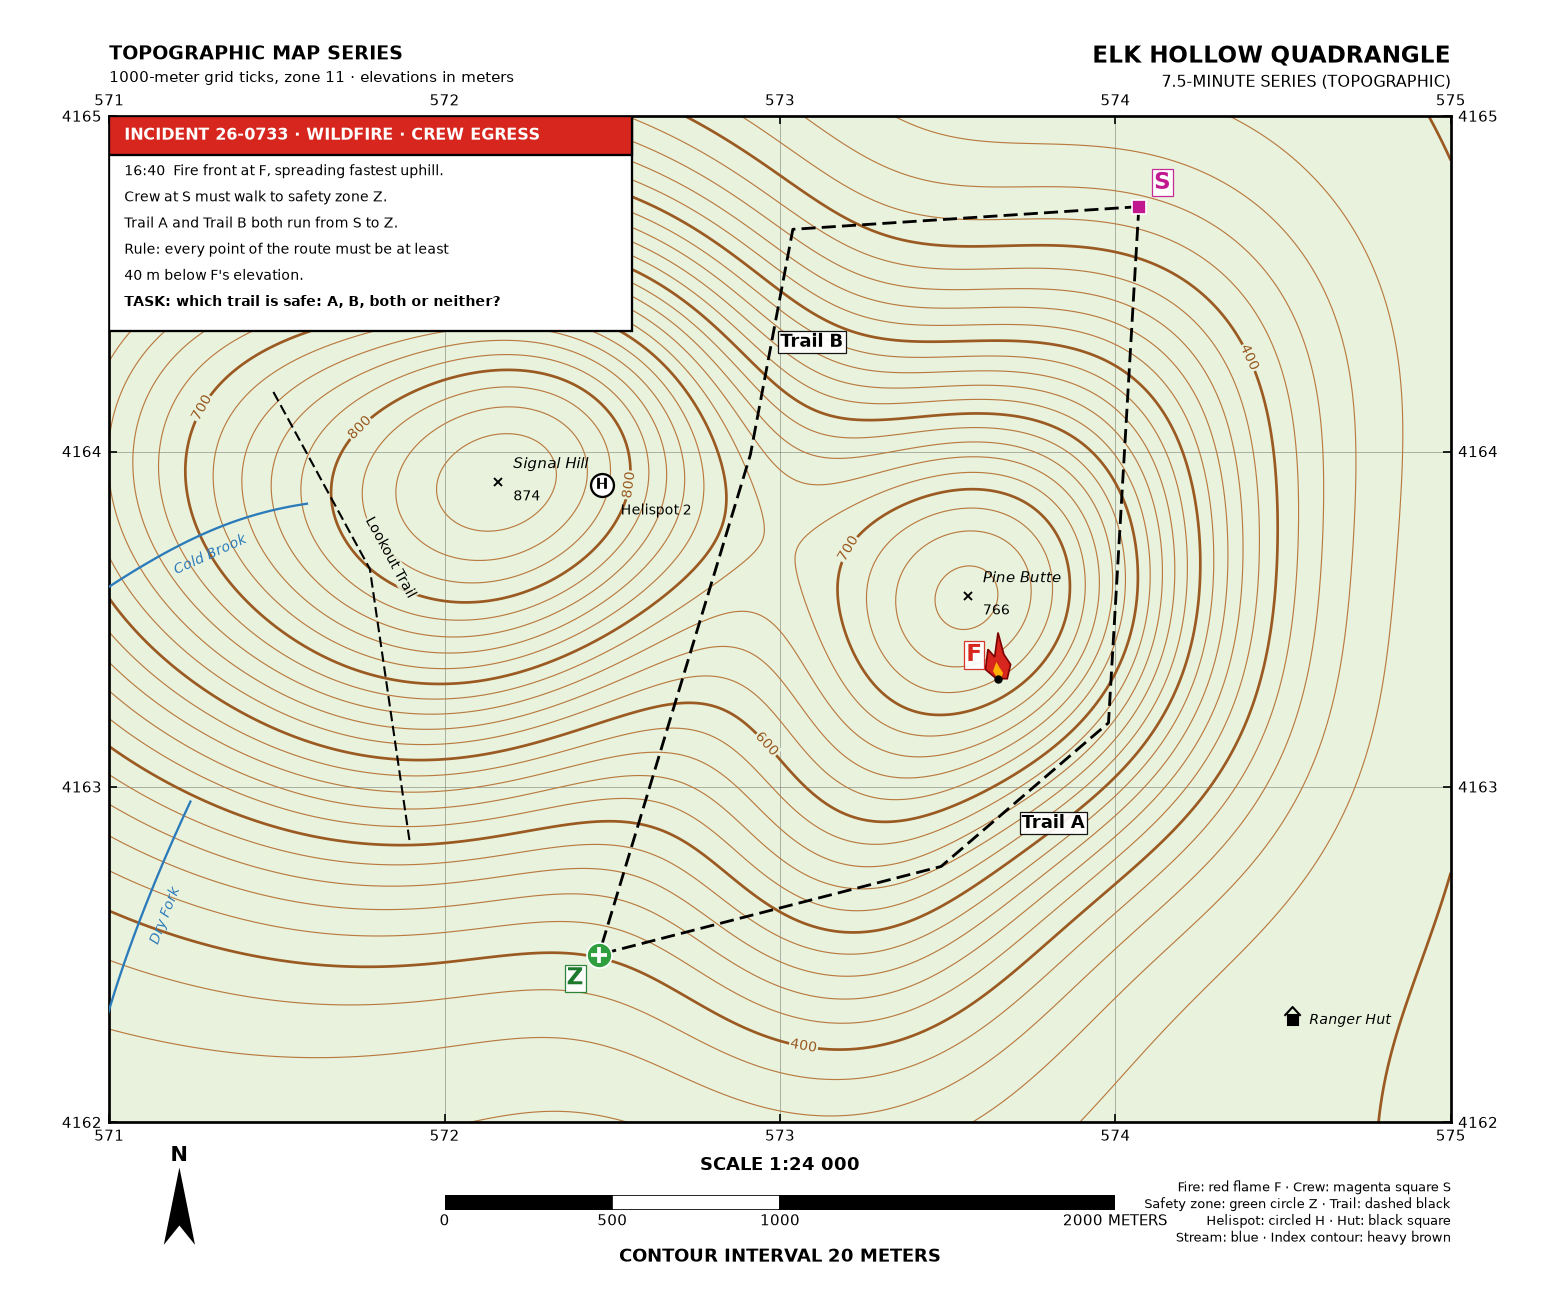 TOPOGRAPHIC MAP SERIES
1000-meter grid ticks, zone 11 · elevations in meters
ELK HOLLOW QUADRANGLE
7.5-MINUTE SERIES (TOPOGRAPHIC)
571 572 573 574 575
4165 4165
INCIDENT 26-0733 · WILDFIRE · CREW EGRESS
16:40 Fire front at F, spreading fastest uphill.
Crew at S must walk to safety zone Z.
Trail A and Trail B both run from S to Z.
Rule: every point of the route must be at least
40 m below F's elevation.
TASK: which trail is safe: A, B, both or neither?
S
Trail B
400
700
800
4164 4164
Signal Hill
874
H
800
Helispot 2
Cold Brook
Lookout Trail
700
Pine Butte
766
F
600
4163 4163
Trail A
Dry Fork
Z
400
Ranger Hut
4162 4162
571 572 573 574 575
N
SCALE 1:24 000
0 500 1000 2000 METERS
CONTOUR INTERVAL 20 METERS
Fire: red flame F · Crew: magenta square S
Safety zone: green circle Z · Trail: dashed black
Helispot: circled H · Hut: black square
Stream: blue · Index contour: heavy brown